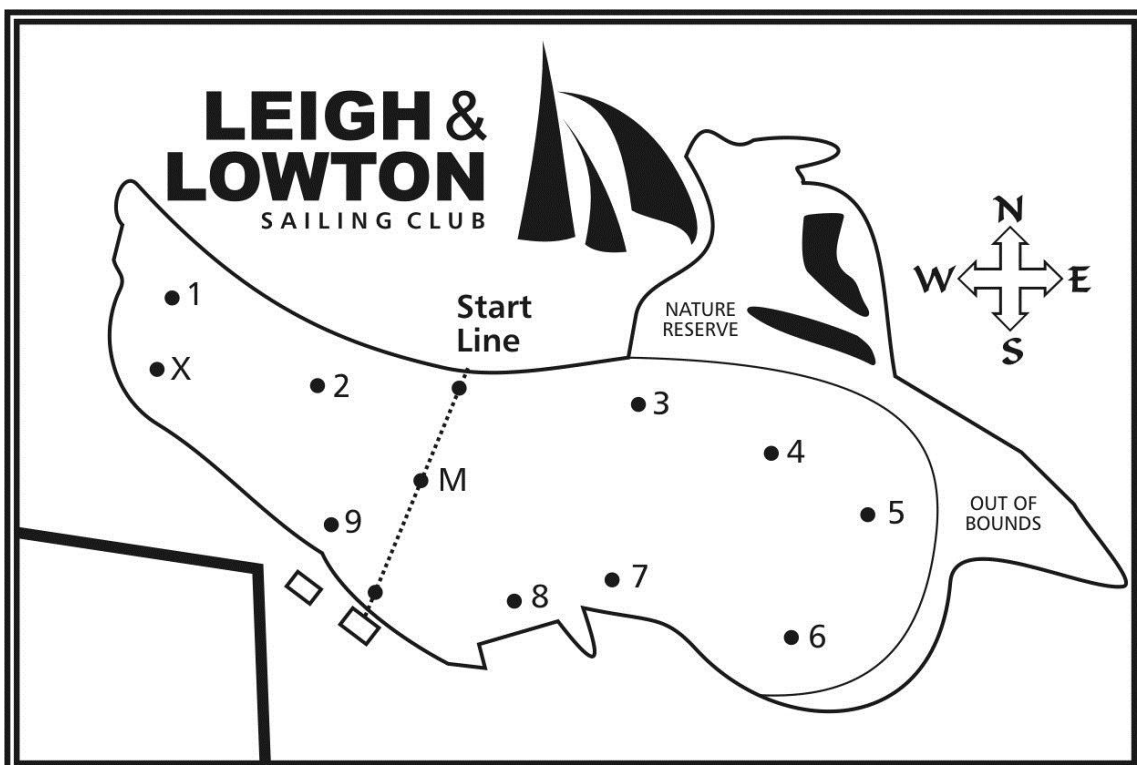 LEIGH &
LOWTON
SAILING CLUB
N
W
E
S
1
Start
Line
NATURE
RESERVE
X
2
3
4
M
5
OUT OF
BOUNDS
9
7
8
6